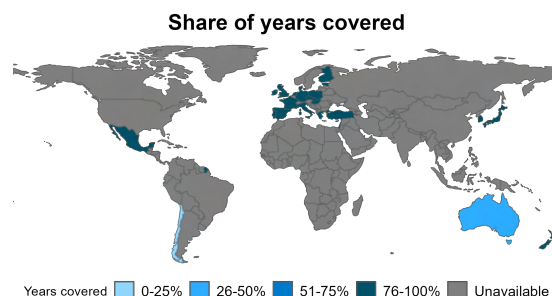 Share of years covered
Years covered 0-25% 26-50% 51-75% 76-100% Unavailable